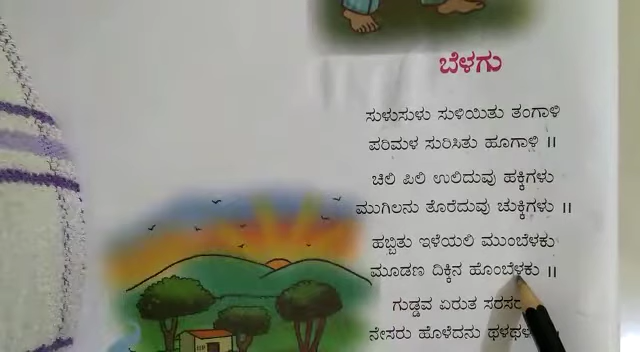 ಬೆಳಗು
ಸುಳುಸುಳು ಸುಳಿಯಿತು ತಂಗಾಳಿ
ಪರಿಮಳ ಸುರಿಸಿತು ಹೂಗಾಳಿ ||
ಚಿಲಿ ಪಿಲಿ ಉಲಿದುವು ಹಕ್ಕಿಗಳು
ಮುಗಿಲನು ತೊರೆದುವು ಚುಕ್ಕಿಗಳು ||
ಹಬ್ಬಿತು ಇಳೆಯಲಿ ಮುಂಬೆಳಕು
ಮೂಡಣ ದಿಕ್ಕಿನ ಹೊಂಬೆಳಕು ||
ಗುಡ್ಡವ ಏರುತ
ನೇಸರು ಹೊಳೆದನು